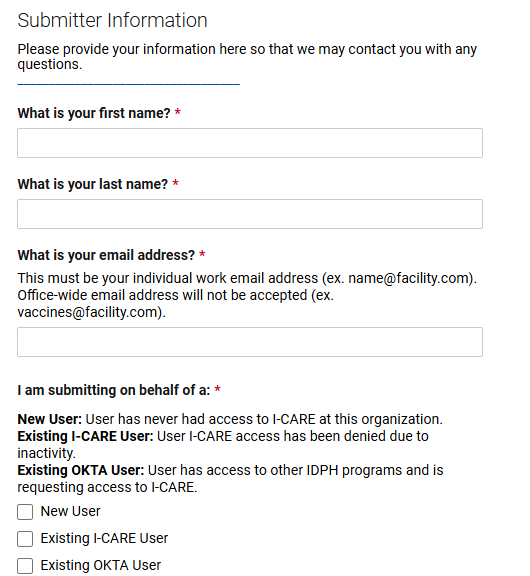 Submitter Information
Please provide your information here so that we may contact you with any
questions.
What is your first name? *
What is your last name? *
What is your email address? *
This must be your individual work email address (ex. name@facility.com).
Office-wide email address will not be accepted (ex.
vaccines@facility.com).
I am submitting on behalf of a: *
New User: User has never had access to I-CARE at this organization.
Existing I-CARE User: User I-CARE access has been denied due to
inactivity.
Existing OKTA User: User has access to other IDPH programs and is
requesting access to I-CARE.
New User
Existing I-CARE User
Existing OKTA User